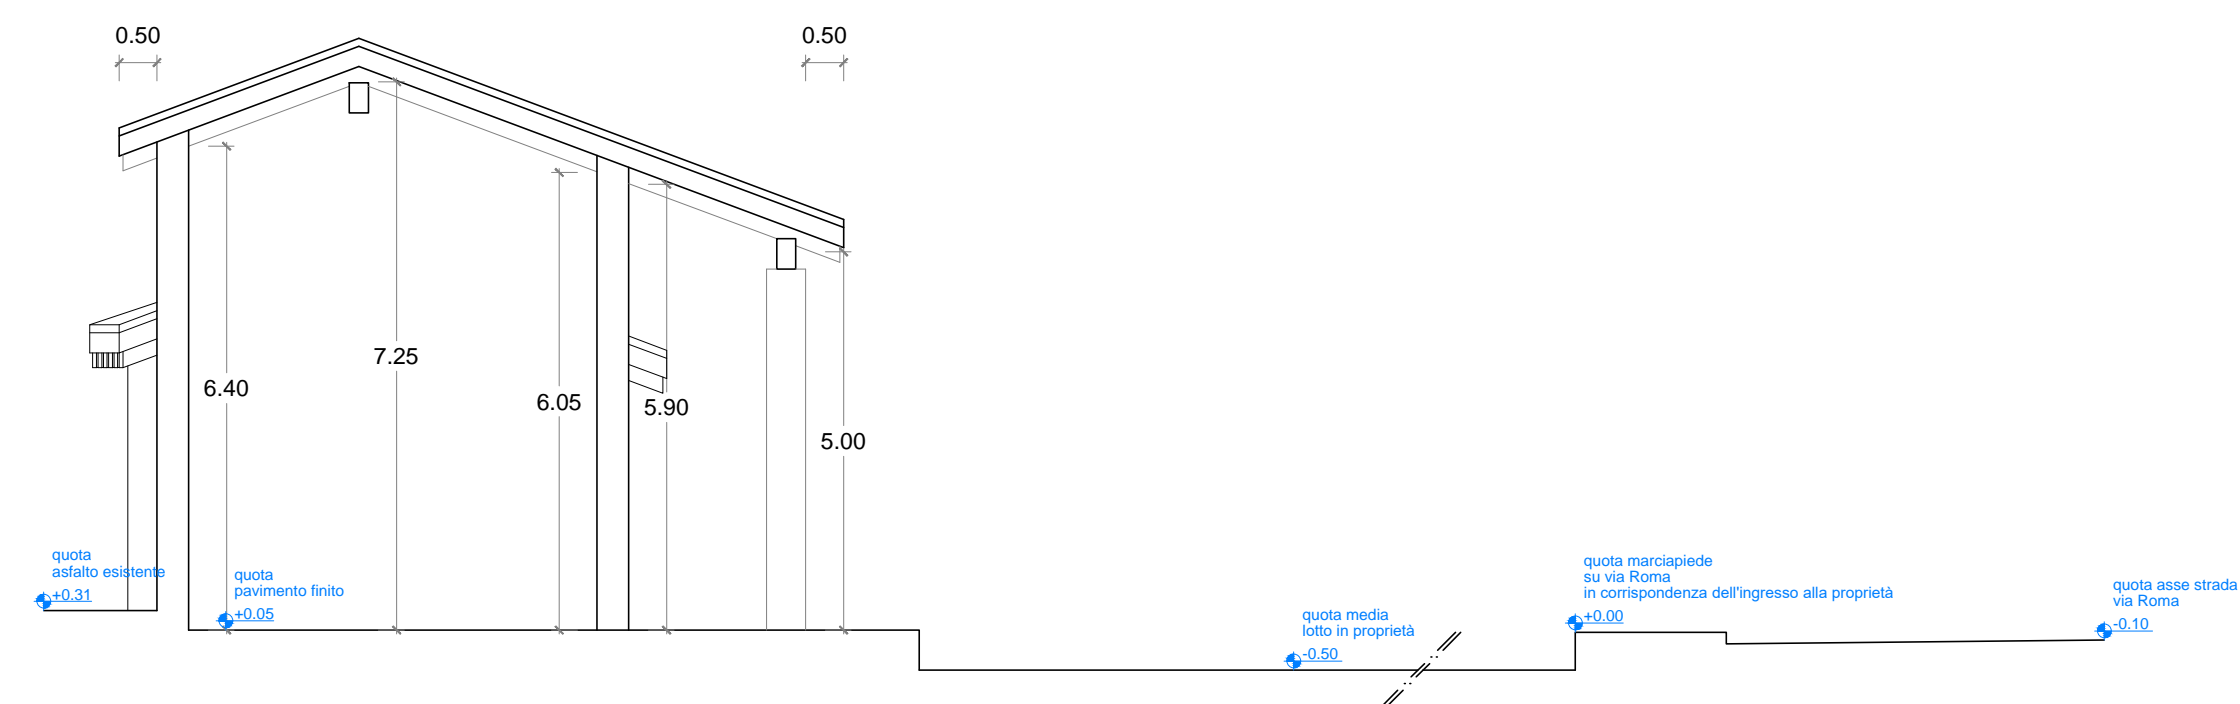 0.50
0.50
7.25
6.40
6.05
5.90
5.00
quota
asfalto esistente
+0.31
quota
pavimento finito
+0.05
quota media
lotto in proprietà
-0.50
quota marciapiede
su via Roma
in corrispondenza dell'ingresso alla proprietà
+0.00
quota asse strada
via Roma
-0.10